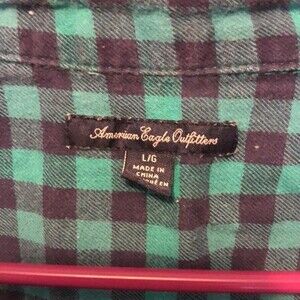 American Eagle Outfitters
L/G
MADE IN
CHINA